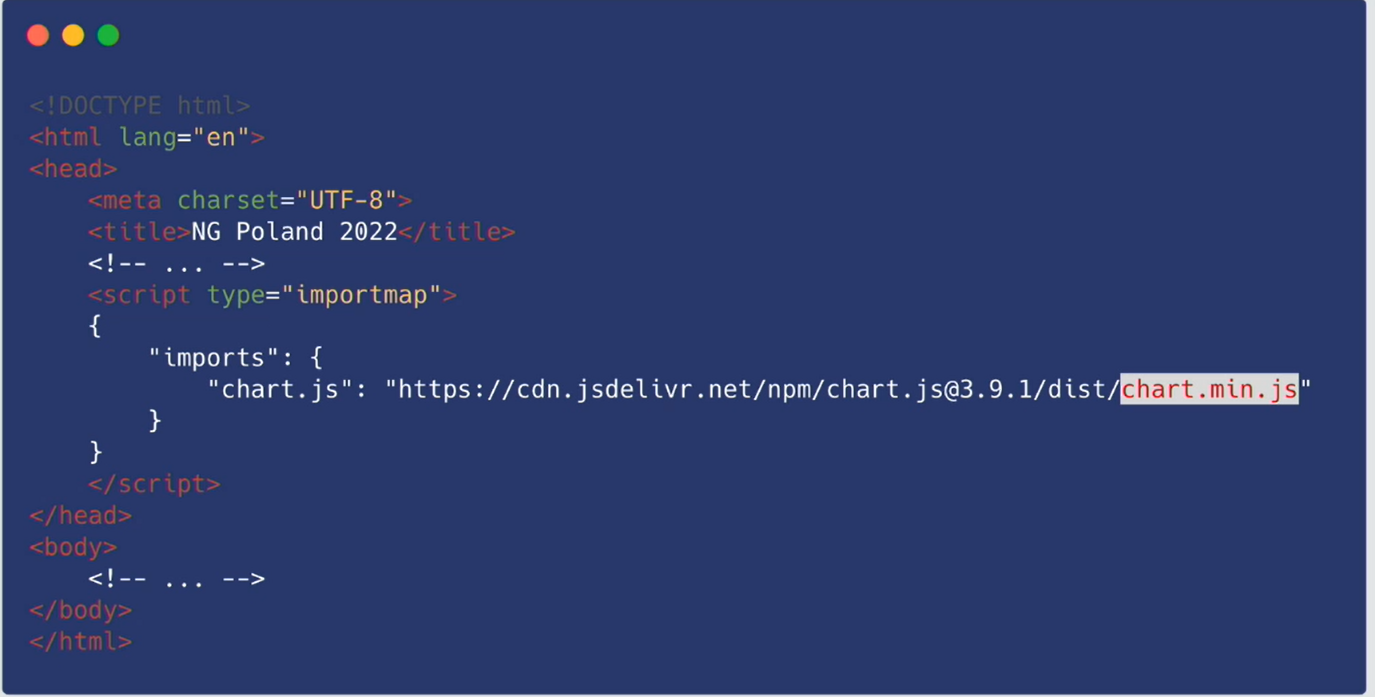 <!DOCTYPE html>
<html lang="en">
<head>
    <meta charset="UTF-8">
    <title>NG Poland 2022</title>
    <!-- ... -->
    <script type="importmap">
    {
        "imports": {
            "chart.js": "https://cdn.jsdelivr.net/npm/chart.js@3.9.1/dist/chart.min.js"
        }
    }
    </script>
</head>
<body>
    <!-- ... -->
</body>
</html>